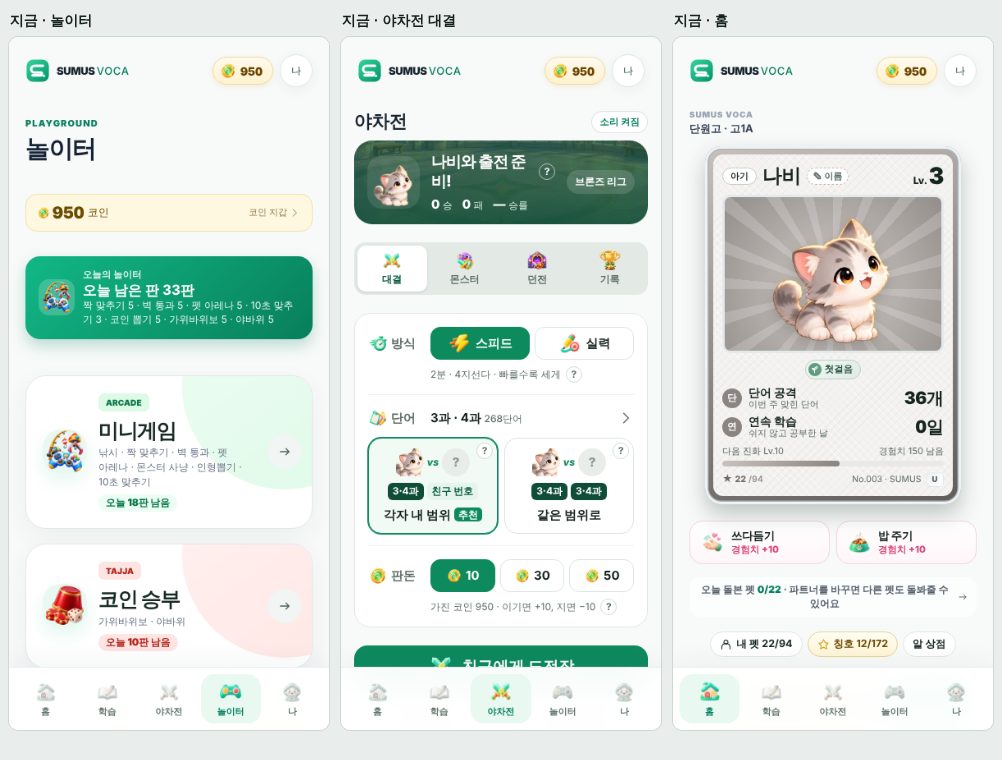 지금 · 놀이터
SUMUS VOCA
950
나
PLAYGROUND
놀이터
950 코인
코인 지갑
오늘의 놀이터
오늘 남은 판 33판
짝 맞추기 5 · 벽 통과 5 · 펫 아레나 5 · 10초 맞추
기 3 · 코인 뽑기 5 · 가위바위보 5 · 야바위 5
ARCADE
미니게임
낚시 · 짝 맞추기 · 벽 통과 · 펫
아레나 · 몬스터 사냥 · 인형뽑기 ·
10초 맞추기
오늘 18판 남음
TAJJA
코인 승부
가위바위보 · 야바위
오늘 10판 남음
홈
학습
야차전
놀이터
나
지금 · 야차전 대결
SUMUS VOCA
950
나
야차전
소리 켜짐
나비와 출전 준
비!
?
브론즈 리그
0 승 0 패 — 승률
대결
몬스터
던전
기록
방식
스피드
실력
2분 · 4지선다 · 빠를수록 세게 ?
단어
3과 · 4과 268단어
?
vs ?
3·4과 친구 번호
각자 내 범위 추천
?
vs ?
3·4과 3·4과
같은 범위로
판돈
10
30
50
가진 코인 950 · 이기면 +10, 지면 −10 ?
친구에게 도전장
홈
학습
야차전
놀이터
나
지금 · 홈
SUMUS VOCA
950
나
SUMUS VOCA
단원고 · 고1A
아기
나비
✎ 이름
Lv. 3
첫걸음
단
단어 공격
이번 주 맞힌 단어
36개
연
연속 학습
쉬지 않고 공부한 날
0일
다음 진화 Lv.10
경험치 150 남음
★ 22 /94
No.003 · SUMUS
U
쓰다듬기
경험치 +10
밥 주기
경험치 +10
오늘 돌본 펫 0/22 · 파트너를 바꾸면 다른 펫도 돌봐줄 수
있어요
내 펫 22/94
칭호 12/172
알 상점
홈
학습
야차전
놀이터
나